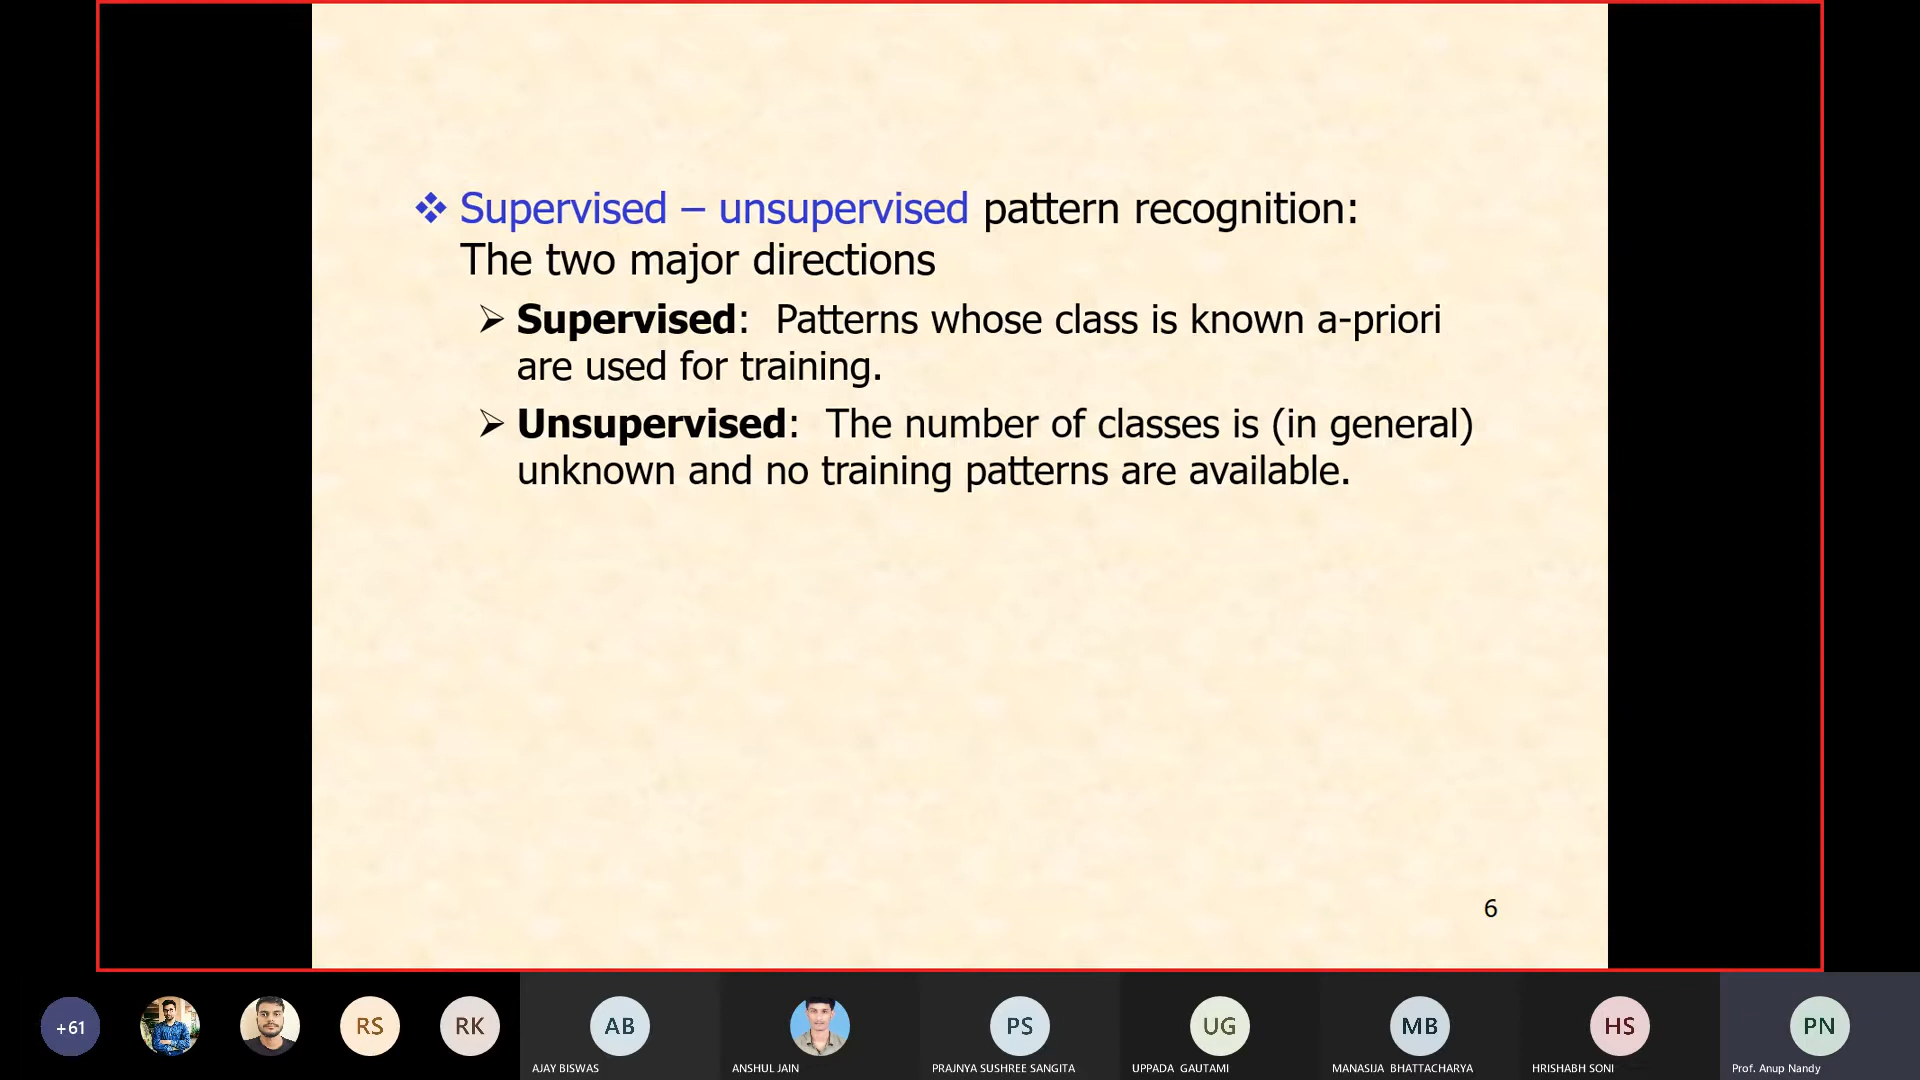 Supervised – unsupervised pattern recognition:
The two major directions
Supervised: Patterns whose class is known a-priori
are used for training.
Unsupervised: The number of classes is (in general)
unknown and no training patterns are available.
6
+61
RS
RK
AB
PS
UG
MB
HS
PN
AJAY BISWAS
ANSHUL JAIN
PRAJNYA SUSHREE SANGITA
UPPADA GAUTAMI
MANASIJA BHATTACHARYA
HRISHABH SONI
Prof. Anup Nandy